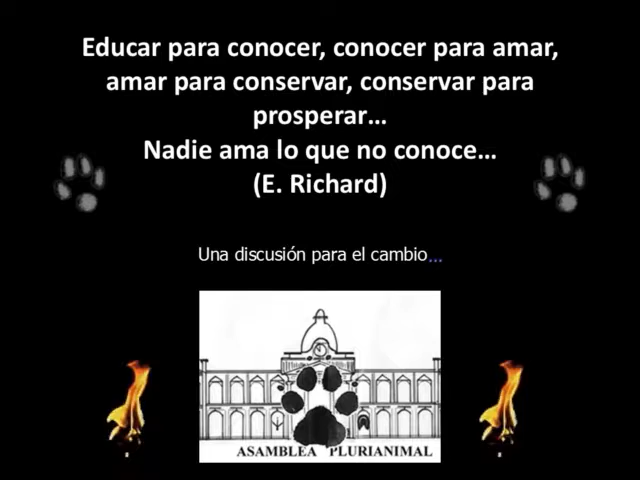 Educar para conocer, conocer para amar,
amar para conservar, conservar para
prosperar…
Nadie ama lo que no conoce…
(E. Richard)
Una discusión para el cambio…
ASAMBLEA PLURIANIMAL